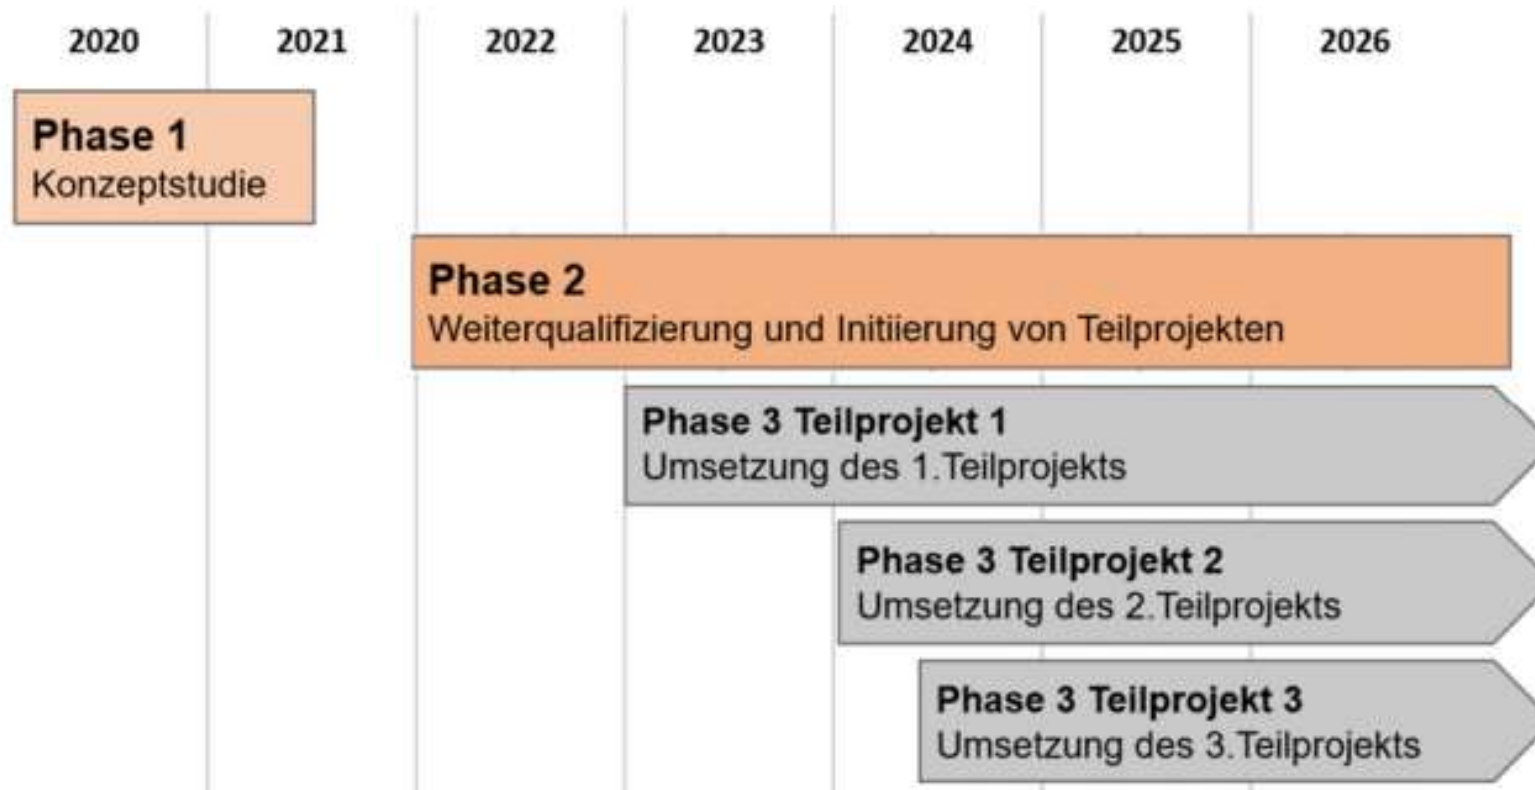 2020 2021 2022 2023 2024 2025 2026
Phase 1
Konzeptstudie
Phase 2
Weiterqualifizierung und Initiierung von Teilprojekten
Phase 3 Teilprojekt 1
Umsetzung des 1.Teilprojekts
Phase 3 Teilprojekt 2
Umsetzung des 2.Teilprojekts
Phase 3 Teilprojekt 3
Umsetzung des 3.Teilprojekts